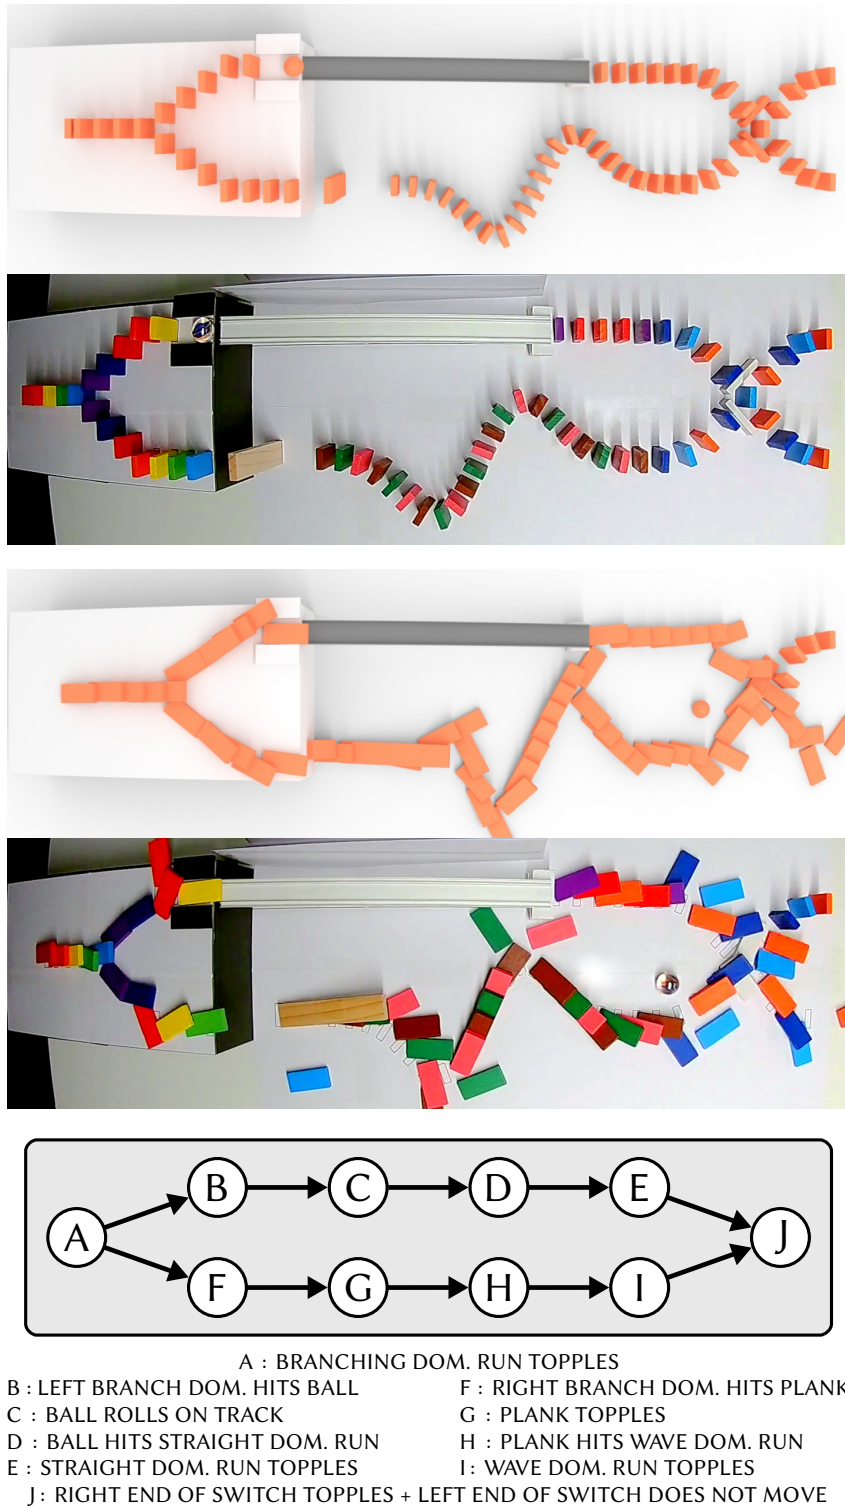 B
C
D
E
A
J
F
G
H
I
A : BRANCHING DOM. RUN TOPPLES
B : LEFT BRANCH DOM. HITS BALL
F : RIGHT BRANCH DOM. HITS PLANK
C : BALL ROLLS ON TRACK
G : PLANK TOPPLES
D : BALL HITS STRAIGHT DOM. RUN
H : PLANK HITS WAVE DOM. RUN
E : STRAIGHT DOM. RUN TOPPLES
I : WAVE DOM. RUN TOPPLES
J : RIGHT END OF SWITCH TOPPLES + LEFT END OF SWITCH DOES NOT MOVE